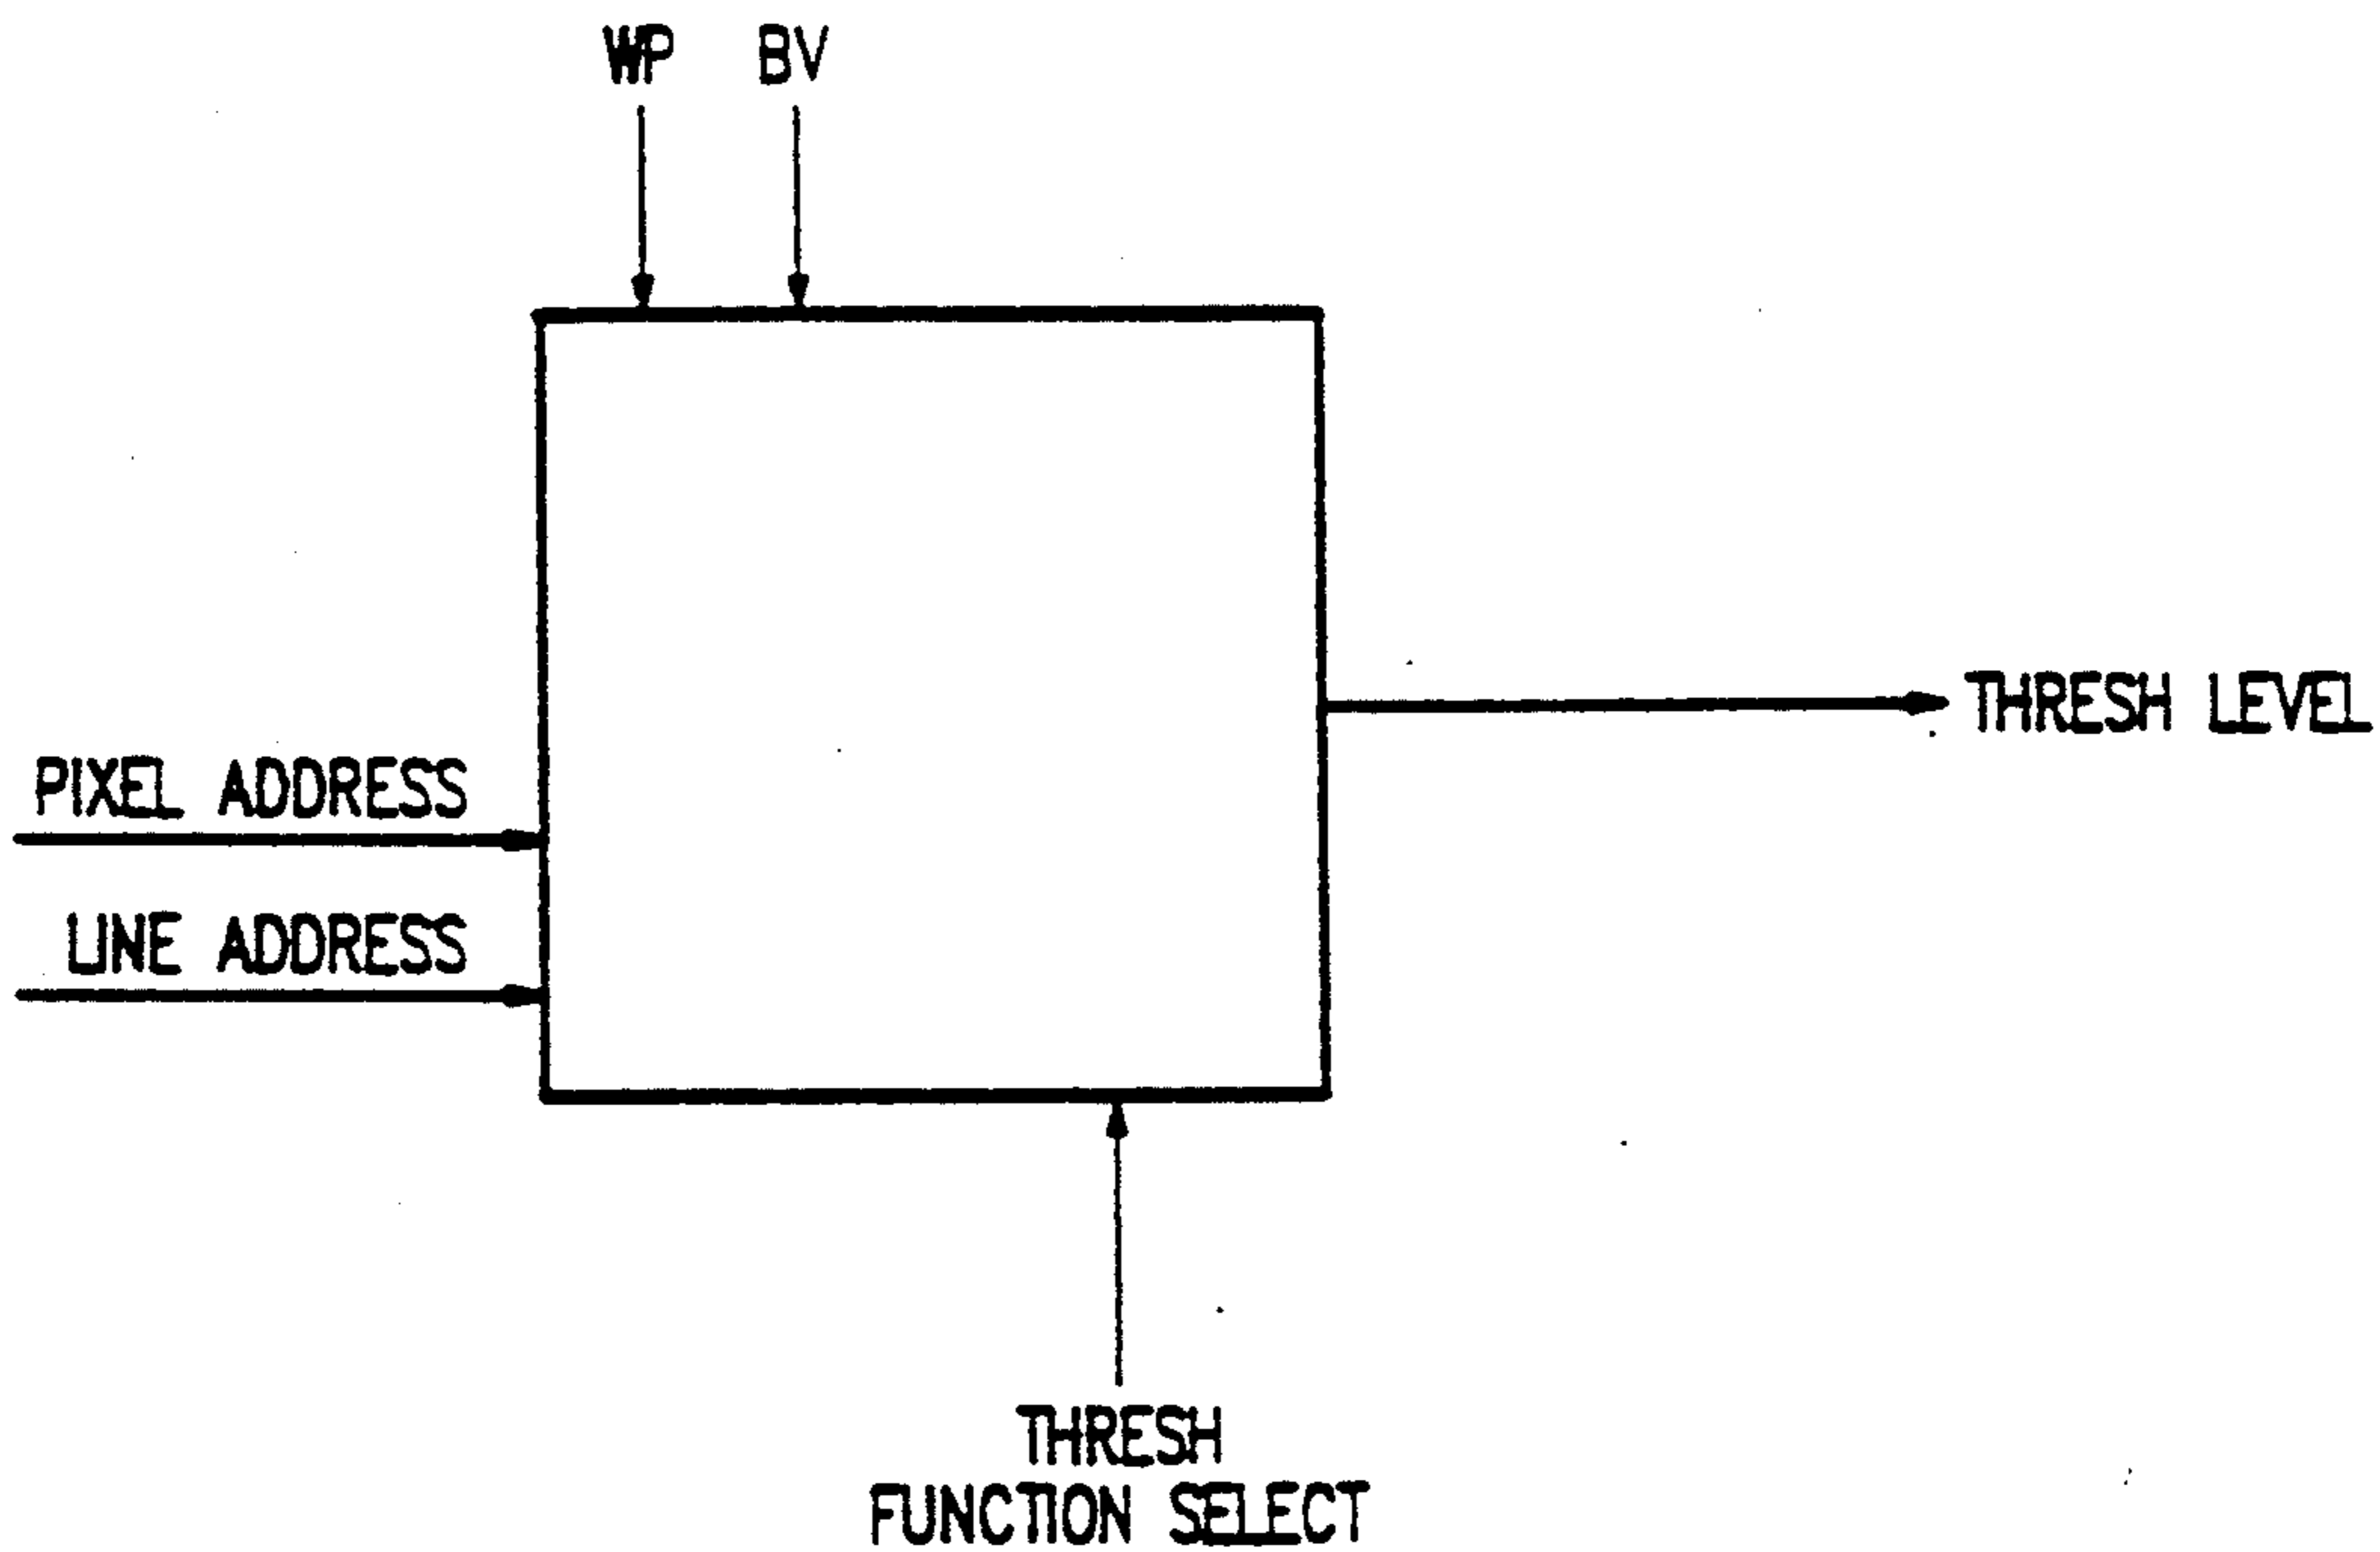 WP BV
THRESH LEVEL
PIXEL ADDRESS
LINE ADDRESS
THRESH
FUNCTION SELECT